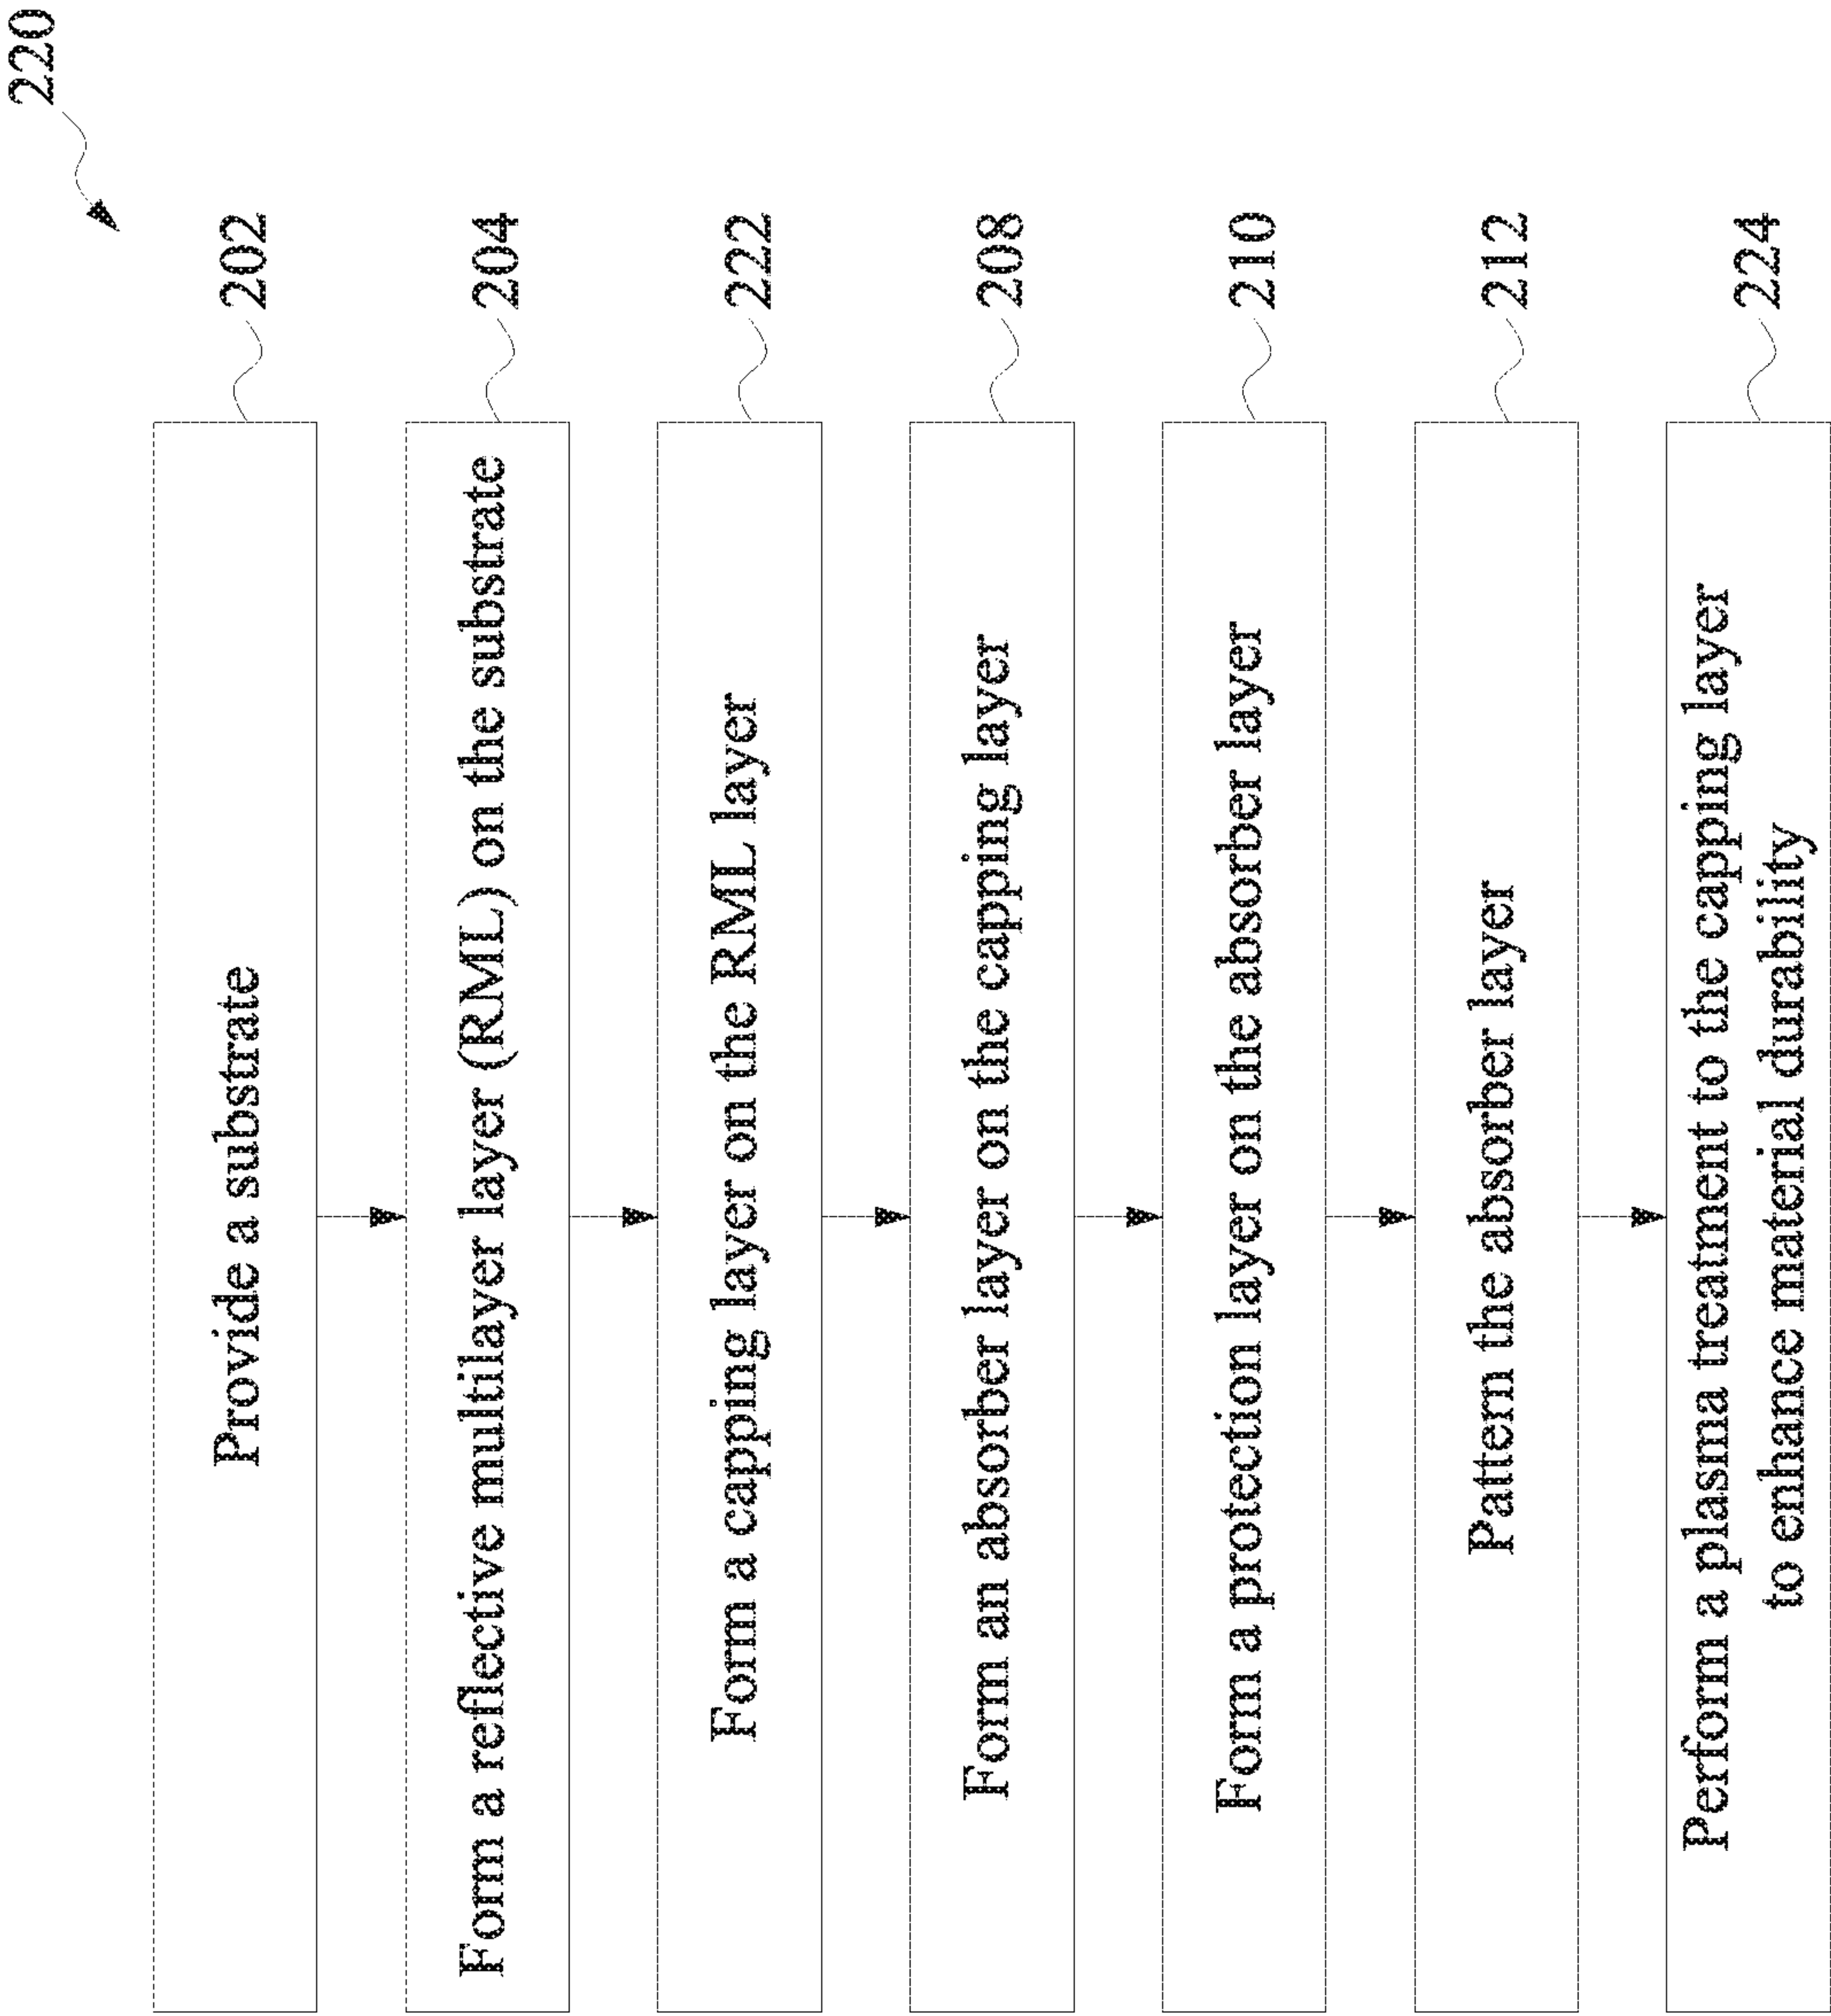 220
Provide a substrate
202
Form a reflective multilayer layer (RML) on the substrate
204
Form a capping layer on the RML layer
222
Form an absorber layer on the capping layer
208
Form a protection layer on the absorber layer
210
Pattern the absorber layer
212
Perform a plasma treatment to the capping layer
to enhance material durability
224